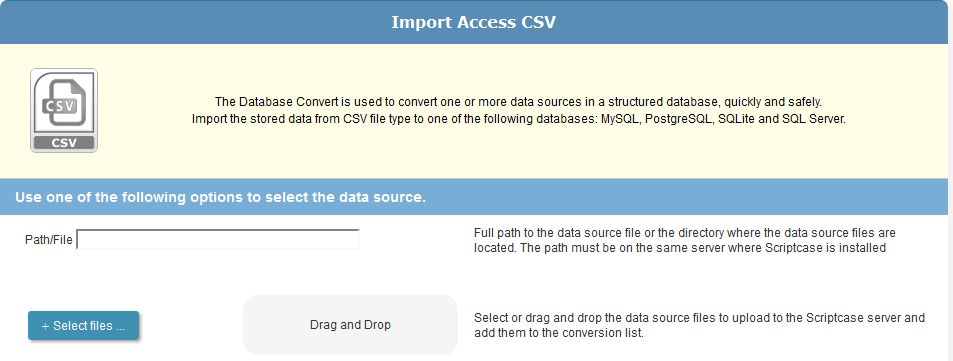 Import Access CSV
CSV
CSV
The Database Convert is used to convert one or more data sources in a structured database, quickly and safely.
Import the stored data from CSV file type to one of the following databases: MySQL, PostgreSQL, SQLite and SQL Server.
Use one of the following options to select the data source.
Path/File
Full path to the data source file or the directory where the data source files are
located. The path must be on the same server where Scriptcase is installed
+ Select files ...
Drag and Drop
Select or drag and drop the data source files to upload to the Scriptcase server and
add them to the conversion list.